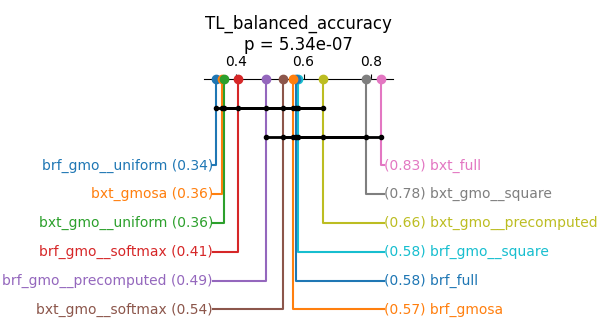 TL_balanced_accuracy
p = 5.34e-07
0.4 0.6 0.8
brf_gmo__uniform (0.34) (0.83) bxt_full
bxt_gmosa (0.36) (0.78) bxt_gmo__square
bxt_gmo__uniform (0.36) (0.66) bxt_gmo__precomputed
brf_gmo__softmax (0.41) (0.58) brf_gmo__square
brf_gmo__precomputed (0.49) (0.58) brf_full
bxt_gmo__softmax (0.54) (0.57) brf_gmosa